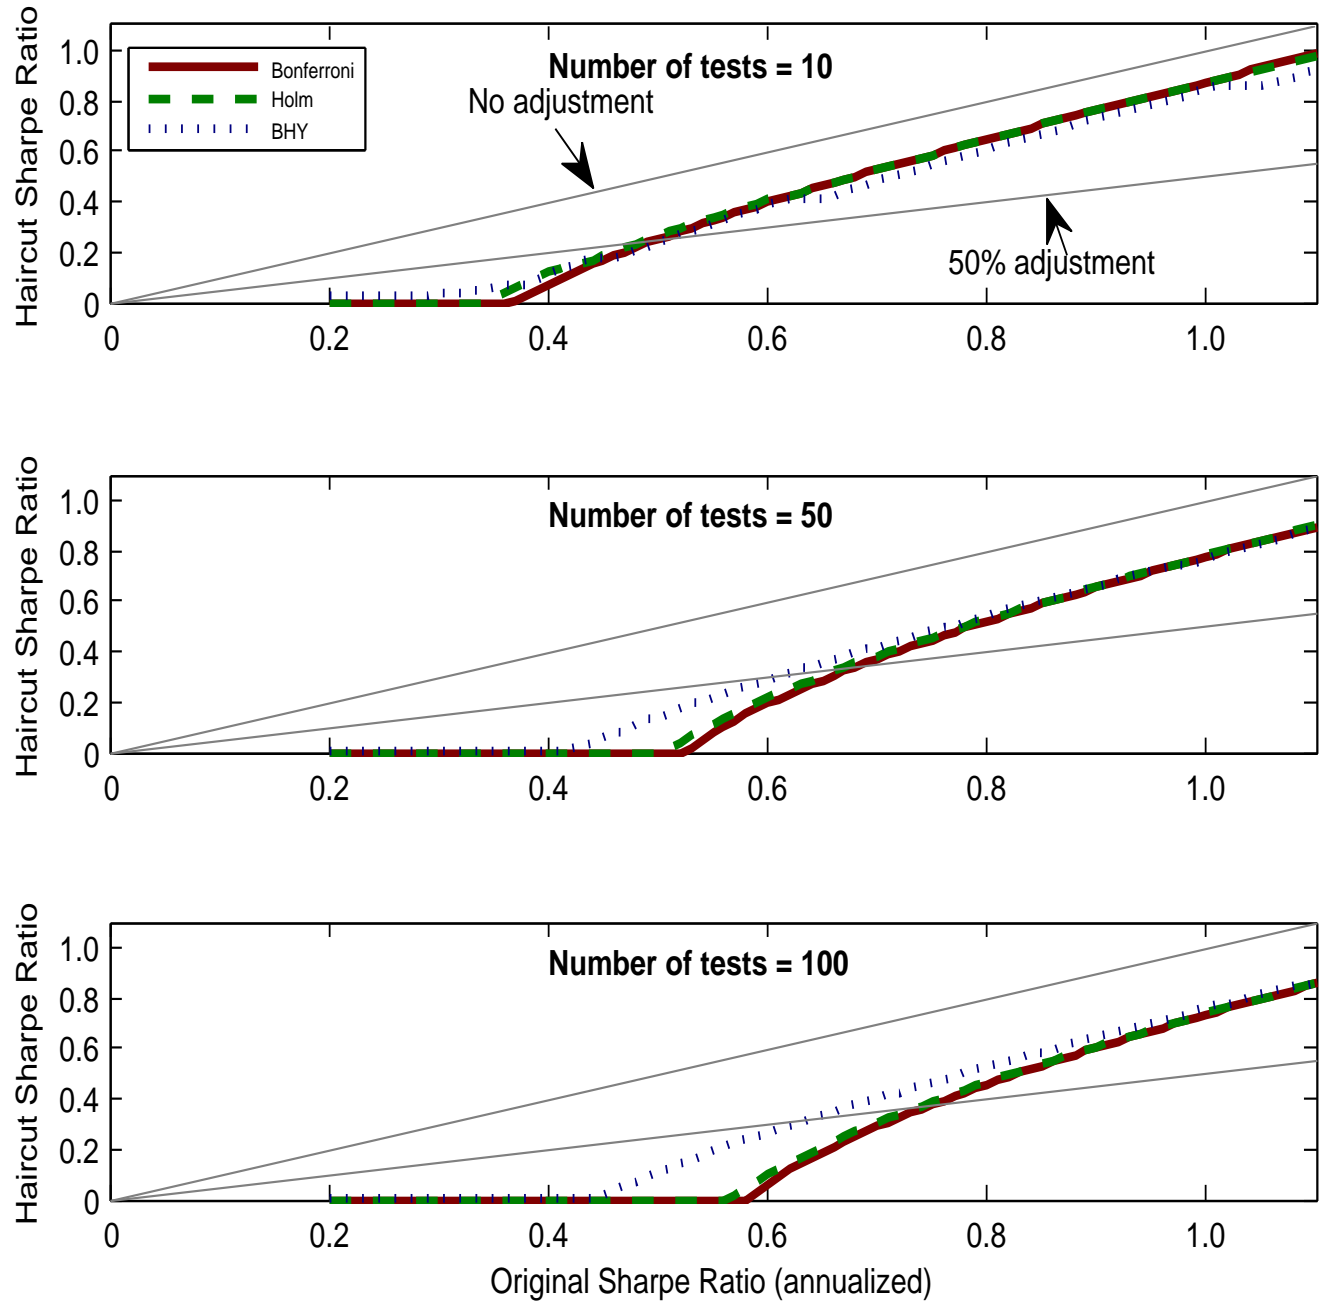 Number of tests = 10
No adjustment
50% adjustment
Bonferroni
Holm
BHY
Haircut Sharpe Ratio
1.0
0.8
0.6
0.4
0.2
0
0 0.2 0.4 0.6 0.8 1.0
Number of tests = 50
Haircut Sharpe Ratio
1.0
0.8
0.6
0.4
0.2
0
0 0.2 0.4 0.6 0.8 1.0
Number of tests = 100
Haircut Sharpe Ratio
1.0
0.8
0.6
0.4
0.2
0
0 0.2 0.4 0.6 0.8 1.0
Original Sharpe Ratio (annualized)